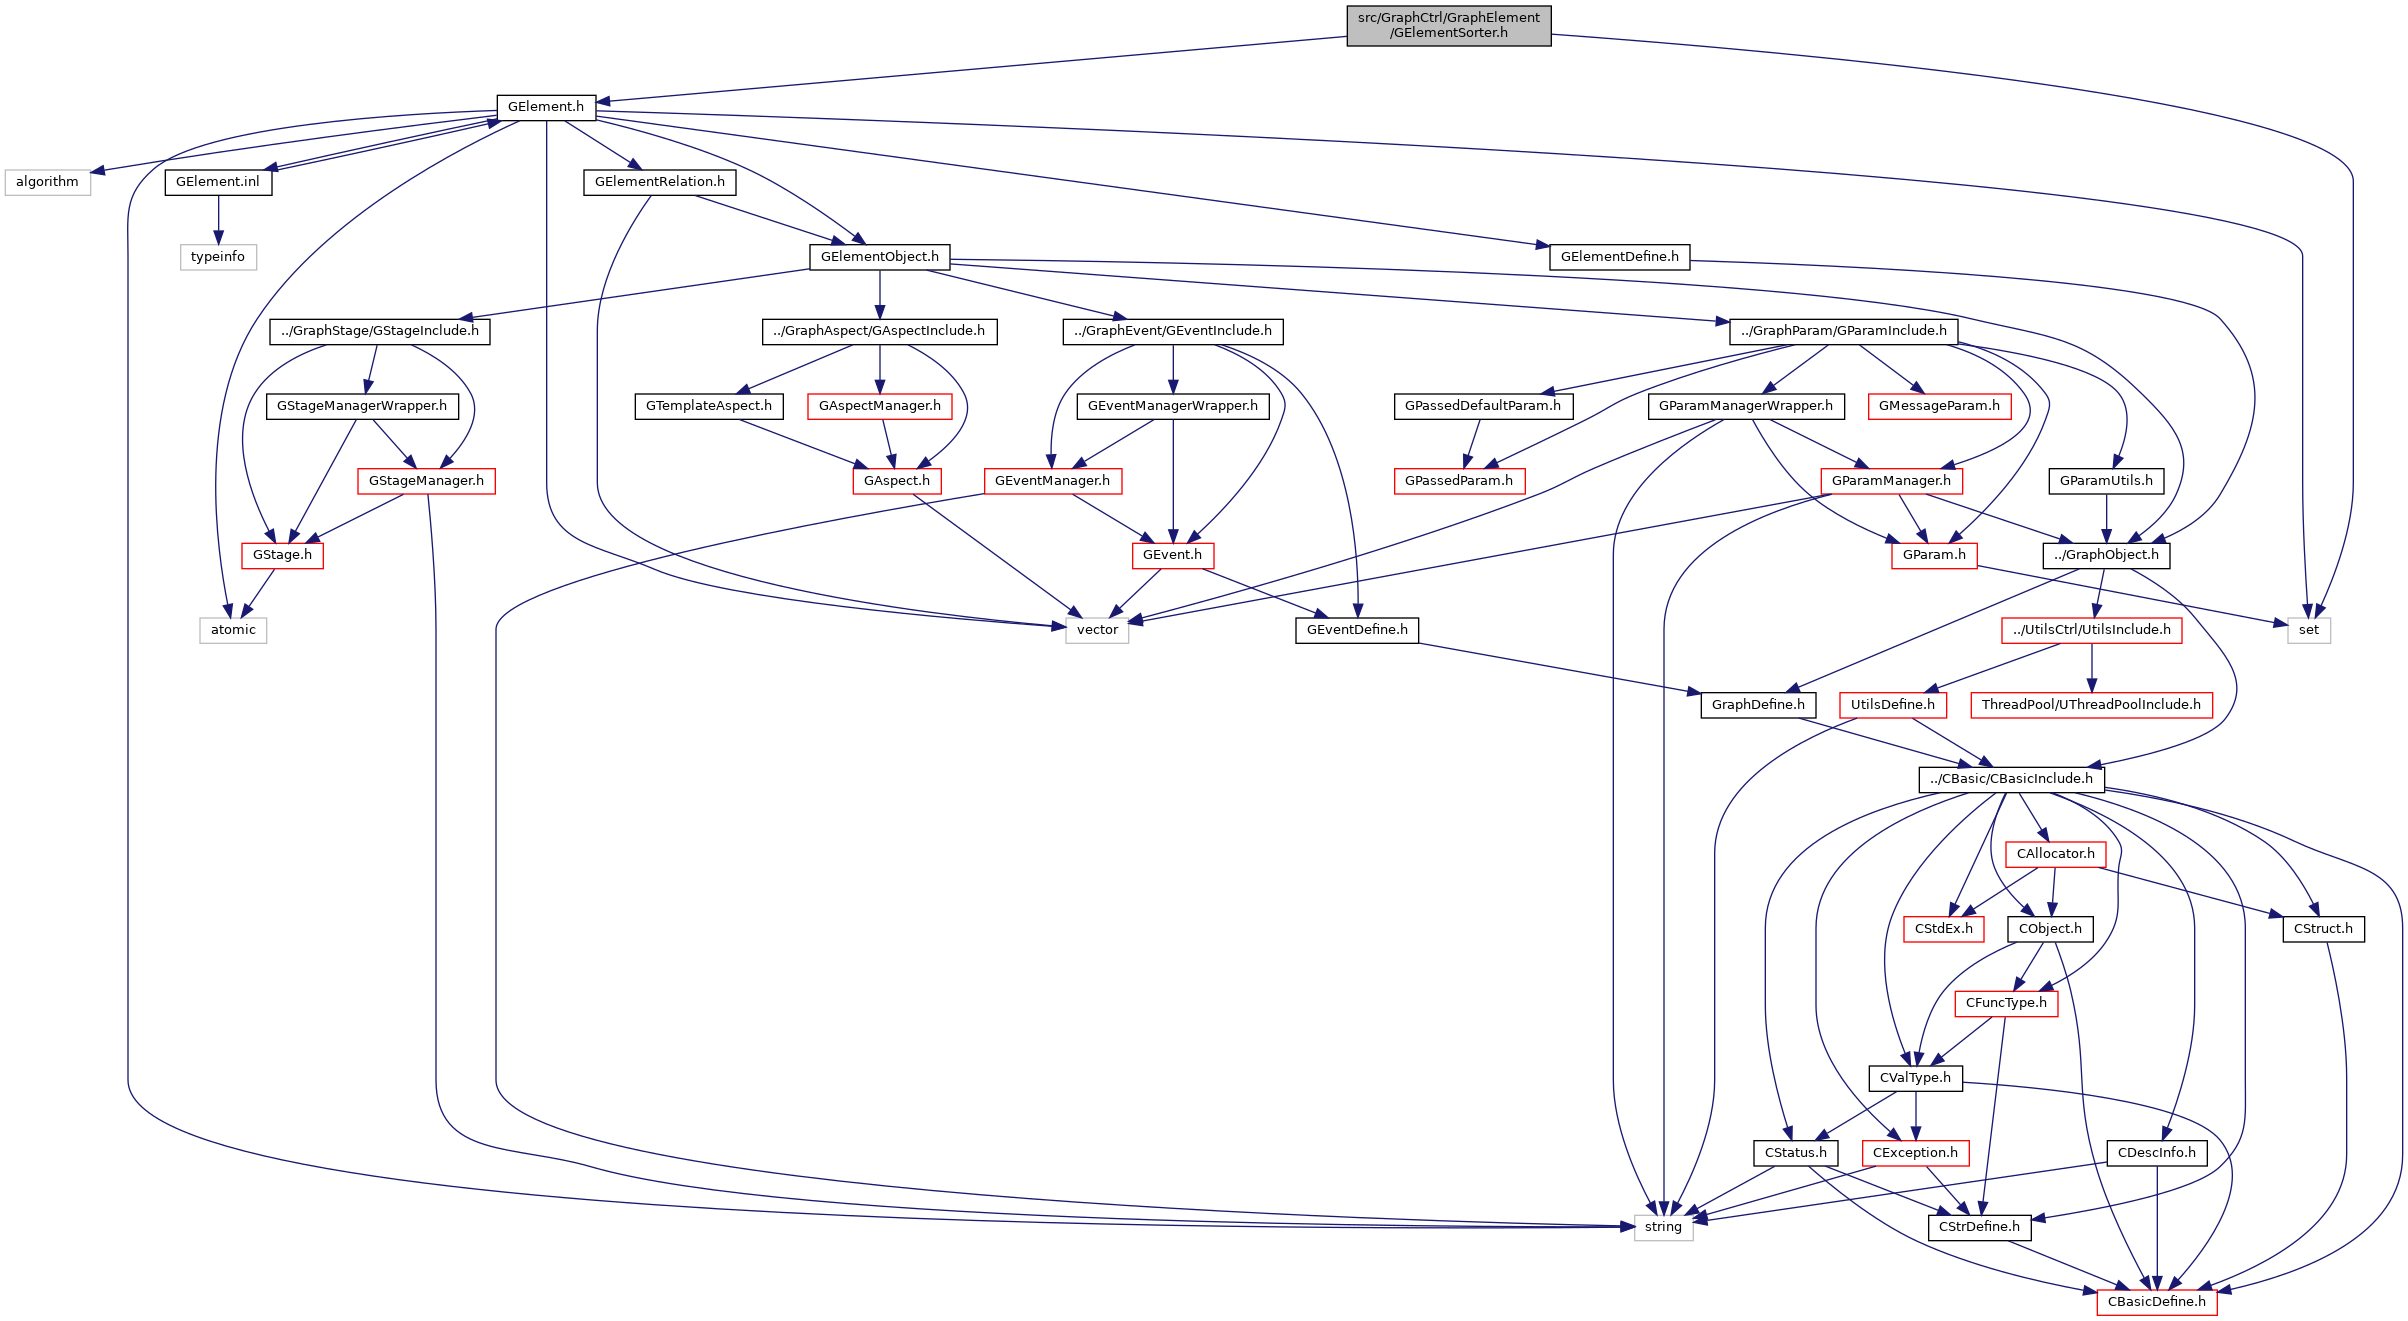 src/GraphCtrl/GraphElement
/GElementSorter.h
GElement.h
algorithm
GElement.inl
GElementRelation.h
typeinfo
GElementObject.h
GElementDefine.h
../GraphStage/GStageInclude.h
../GraphAspect/GAspectInclude.h
../GraphEvent/GEventInclude.h
../GraphParam/GParamInclude.h
GStageManagerWrapper.h
GTemplateAspect.h
GAspectManager.h
GEventManagerWrapper.h
GPassedDefaultParam.h
GParamManagerWrapper.h
GMessageParam.h
GStageManager.h
GAspect.h
GEventManager.h
GPassedParam.h
GParamManager.h
GParamUtils.h
GStage.h
GEvent.h
GParam.h
../GraphObject.h
atomic
vector
GEventDefine.h
../UtilsCtrl/UtilsInclude.h
set
GraphDefine.h
UtilsDefine.h
ThreadPool/UThreadPoolInclude.h
../CBasic/CBasicInclude.h
CAllocator.h
CStdEx.h
CObject.h
CStruct.h
CFuncType.h
CValType.h
CStatus.h
CException.h
CDescInfo.h
string
CStrDefine.h
CBasicDefine.h